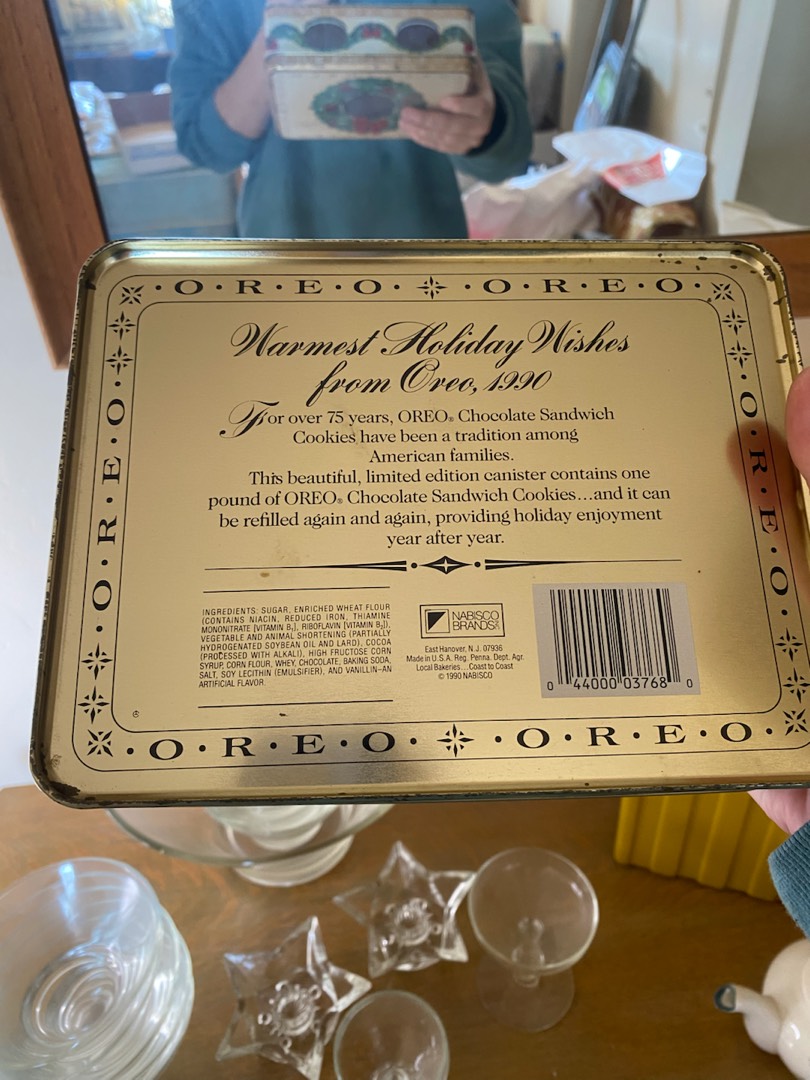 O·R·E·O · O·R·E·O
O·R·E·O
O·R·E·O
Warmest Holiday Wishes
from Oreo, 1990
For over 75 years, OREO® Chocolate Sandwich
Cookies have been a tradition among
American families.
This beautiful, limited edition canister contains one
pound of OREO® Chocolate Sandwich Cookies...and it can
be refilled again and again, providing holiday enjoyment
year after year.
INGREDIENTS: SUGAR, ENRICHED WHEAT FLOUR
(CONTAINS NIACIN, REDUCED IRON, THIAMINE
MONONITRATE [VITAMIN B₁], RIBOFLAVIN [VITAMIN B₂]),
VEGETABLE AND ANIMAL SHORTENING (PARTIALLY
HYDROGENATED SOYBEAN OIL AND LARD), COCOA
(PROCESSED WITH ALKALI), HIGH FRUCTOSE CORN
SYRUP, CORN FLOUR, WHEY, CHOCOLATE, BAKING SODA,
SALT, SOY LECITHIN (EMULSIFIER), AND VANILLIN–AN
ARTIFICIAL FLAVOR.
NABISCO
BRANDS
East Hanover, N.J. 07936
Made in U.S.A. Reg. Penna. Dept. Agr.
Local Bakeries...Coast to Coast
© 1990 NABISCO
0 44000 03768 0
O·R·E·O · O·R·E·O